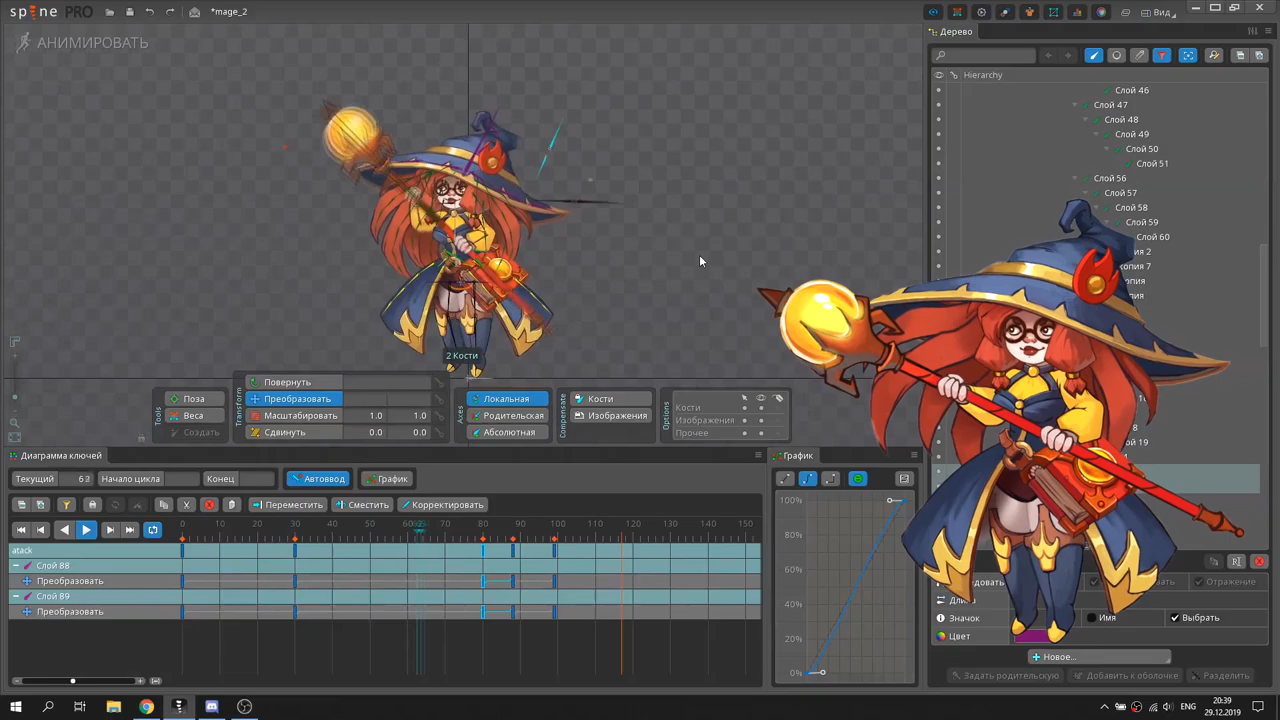 spine PRO *mage_2 Вид
АНИМИРОВАТЬ
Дерево
Hierarchy
Слой 46
Слой 47
Слой 48
Слой 49
Слой 50
Слой 51
Слой 56
Слой 57
Слой 58
Слой 59
Слой 60
2 Кости
Tools
Поза
Веса
Создать
Transform
Повернуть
Преобразовать
Масштабировать 1.0 1.0
Сдвинуть 0.0 0.0
Axes
Локальная
Родительская
Абсолютная
Compensate
Кости
Изображения
Options
Кости
Изображения
Прочее
Диаграмма ключей
Текущий 63 Начало цикла Конец Автоввод График
Переместить Сместить Корректировать
0 10 20 30 40 50 70 80 90 100 110 120 130 140 150
atack
Слой 88
Преобразовать
Слой 89
Преобразовать
График
100%
80%
60%
40%
20%
0%
Отражение
Значок
Имя
Выбрать
Цвет
Новое...
Задать родительскую Добавить к оболочке Разделить
ENG
20:39
29.12.2019